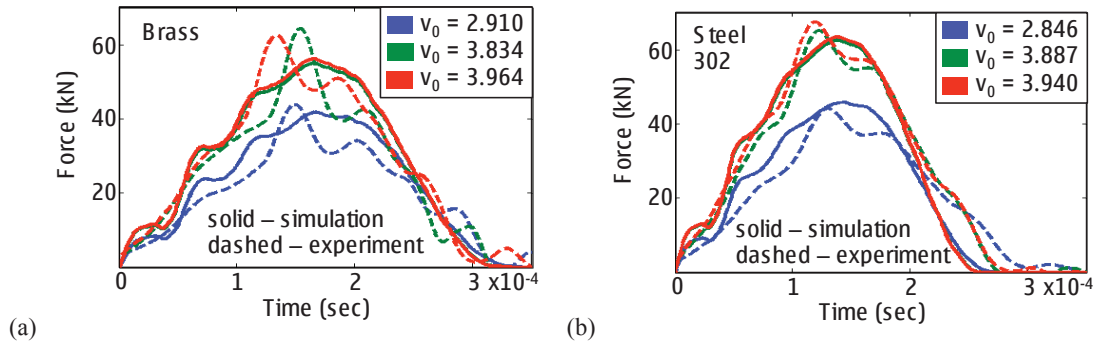 Brass
v₀ = 2.910
v₀ = 3.834
v₀ = 3.964
60
40
20
Force (kN)
solid – simulation
dashed – experiment
0 1 2 3 x10⁻⁴
Time (sec)
(a)
Steel
302
v₀ = 2.846
v₀ = 3.887
v₀ = 3.940
60
40
20
Force (kN)
solid – simulation
dashed – experiment
0 1 2 3 x10⁻⁴
Time (sec)
(b)